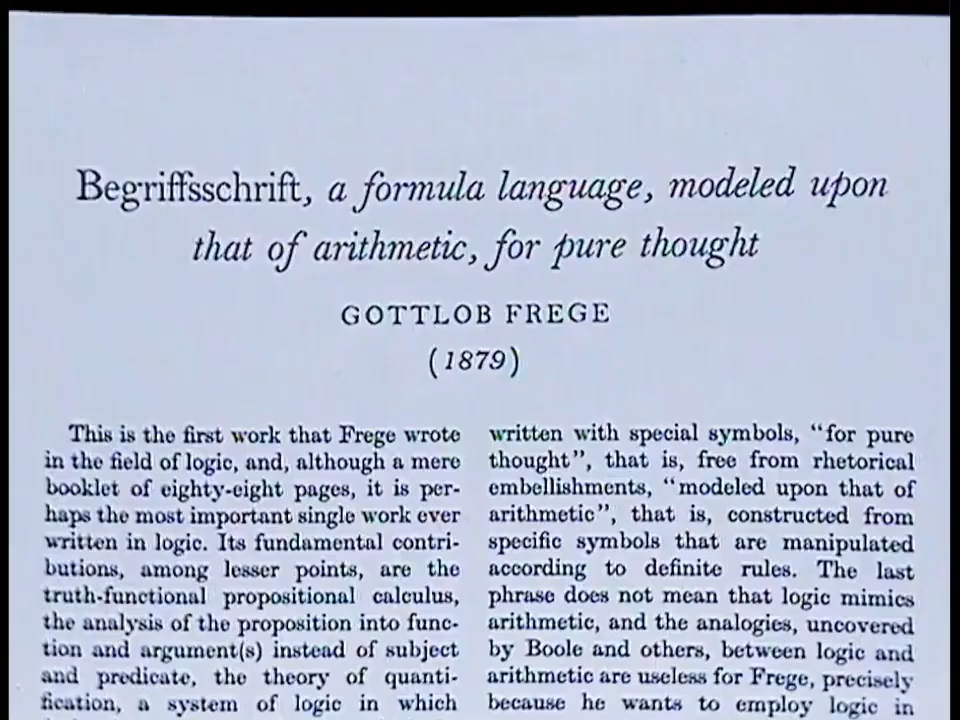 Begriffsschrift, a formula language, modeled upon
that of arithmetic, for pure thought
GOTTLOB FREGE
(1879)
This is the first work that Frege wrote
in the field of logic, and, although a mere
booklet of eighty-eight pages, it is per-
haps the most important single work ever
written in logic. Its fundamental contri-
butions, among lesser points, are the
truth-functional propositional calculus,
the analysis of the proposition into func-
tion and argument(s) instead of subject
and predicate, the theory of quanti-
fication, a system of logic in which
written with special symbols, “for pure
thought”, that is, free from rhetorical
embellishments, “modeled upon that of
arithmetic”, that is, constructed from
specific symbols that are manipulated
according to definite rules. The last
phrase does not mean that logic mimics
arithmetic, and the analogies, uncovered
by Boole and others, between logic and
arithmetic are useless for Frege, precisely
because he wants to employ logic in